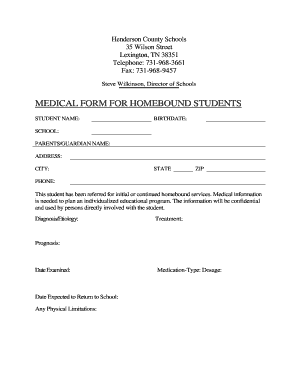 Henderson County Schools
35 Wilson Street
Lexington, TN 38351
Telephone: 731-968-3661
Fax: 731-968-9457
Steve Wilkinson, Director of Schools
MEDICAL FORM FOR HOMEBOUND STUDENTS
STUDENT NAME: BIRTHDATE:
SCHOOL:
PARENTS/GUARDIAN NAME:
ADDRESS:
CITY: STATE ZIP
PHONE:
This student has been referred for initial or continued homebound services. Medical information
is needed to plan an individualized educational program. The information will be confidential
and used by persons directly involved with the student.
Diagnosis/Etiology: Treatment:
Prognosis:
Date Examined: Medication-Type: Dosage:
Date Expected to Return to School:
Any Physical Limitations: